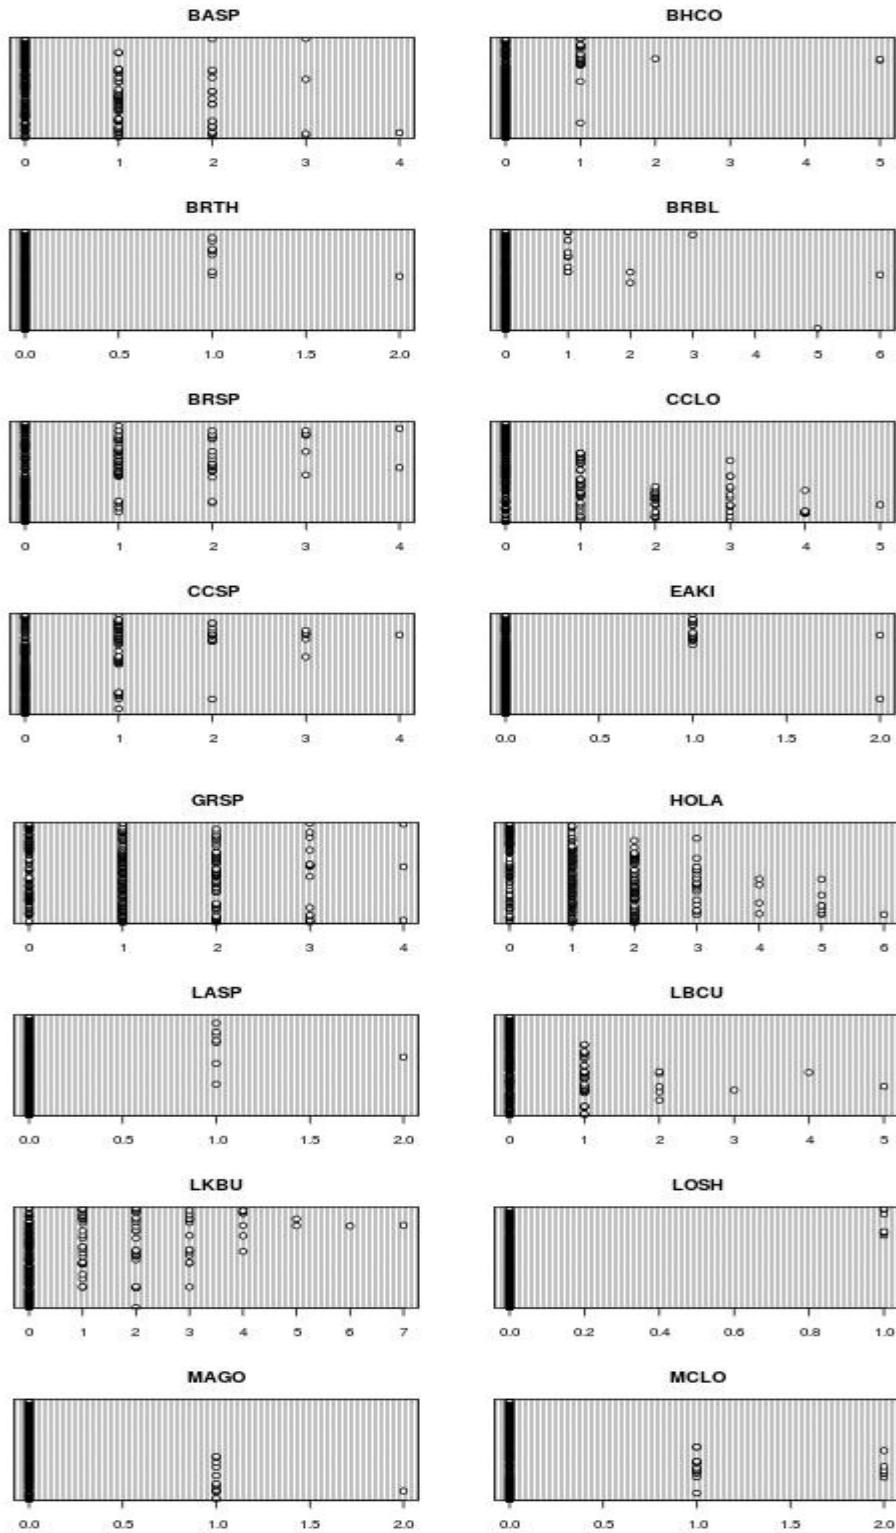 BASP BHCO
0 1 2 3 4 0 1 2 3 4 5
BRTH BRBL
0.0 0.5 1.0 1.5 2.0 0 1 2 3 4 5 6
BRSP CCLO
0 1 2 3 4 0 1 2 3 4 5
CCSP EAKI
0 1 2 3 4 0.0 0.5 1.0 1.5 2.0
GRSP HOLA
0 1 2 3 4 0 1 2 3 4 5 6
LASP LBCU
0.0 0.5 1.0 1.5 2.0 0 1 2 3 4 5
LKBU LOSH
0 1 2 3 4 5 6 7 0.0 0.2 0.4 0.6 0.8 1.0
MAGO MCLO
0.0 0.5 1.0 1.5 2.0 0.0 0.5 1.0 1.5 2.0